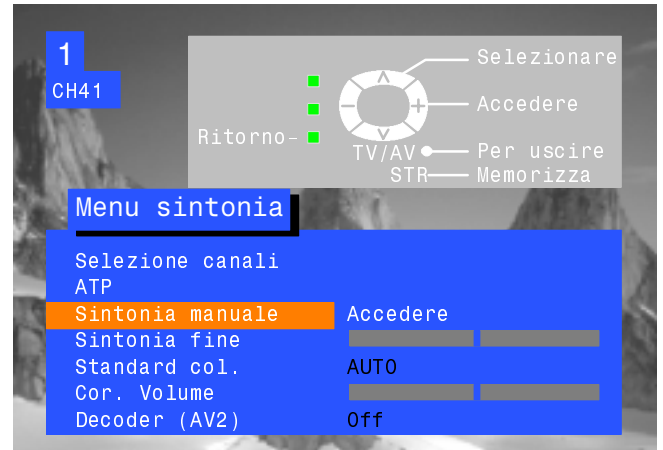 1
CH41
Selezionare
Accedere
Ritorno
TV/AV Per uscire
STR Memorizza
Menu sintonia
Selezione canali
ATP
Sintonia manuale Accedere
Sintonia fine
Standard col. AUTO
Cor. Volume
Decoder (AV2) Off